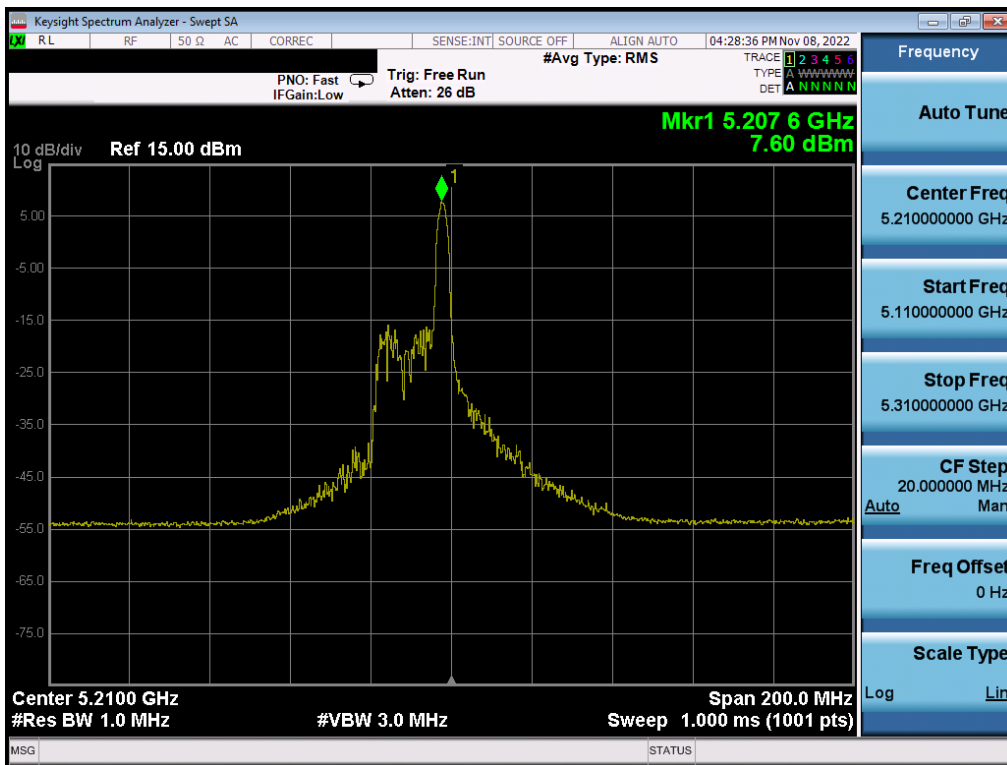 Keysight Spectrum Analyzer - Swept SA
LXI RL RF 50 Ω AC CORREC SENSE:INT SOURCE OFF ALIGN AUTO 04:28:36 PM Nov 08, 2022
#Avg Type: RMS
TRACE 1 2 3 4 5 6
TYPE A WWWWW
DET A N N N N N
PNO: Fast
IFGain:Low
Trig: Free Run
Atten: 26 dB
Mkr1 5.207 6 GHz
7.60 dBm
10 dB/div Ref 15.00 dBm
Log
1
5.00
-5.00
-15.0
-25.0
-35.0
-45.0
-55.0
-65.0
-75.0
Center 5.2100 GHz Span 200.0 MHz
#Res BW 1.0 MHz #VBW 3.0 MHz Sweep 1.000 ms (1001 pts)
MSG STATUS
Frequency
Auto Tune
Center Freq
5.210000000 GHz
Start Freq
5.110000000 GHz
Stop Freq
5.310000000 GHz
CF Step
20.000000 MHz
Auto Man
Freq Offset
0 Hz
Scale Type
Log Lin